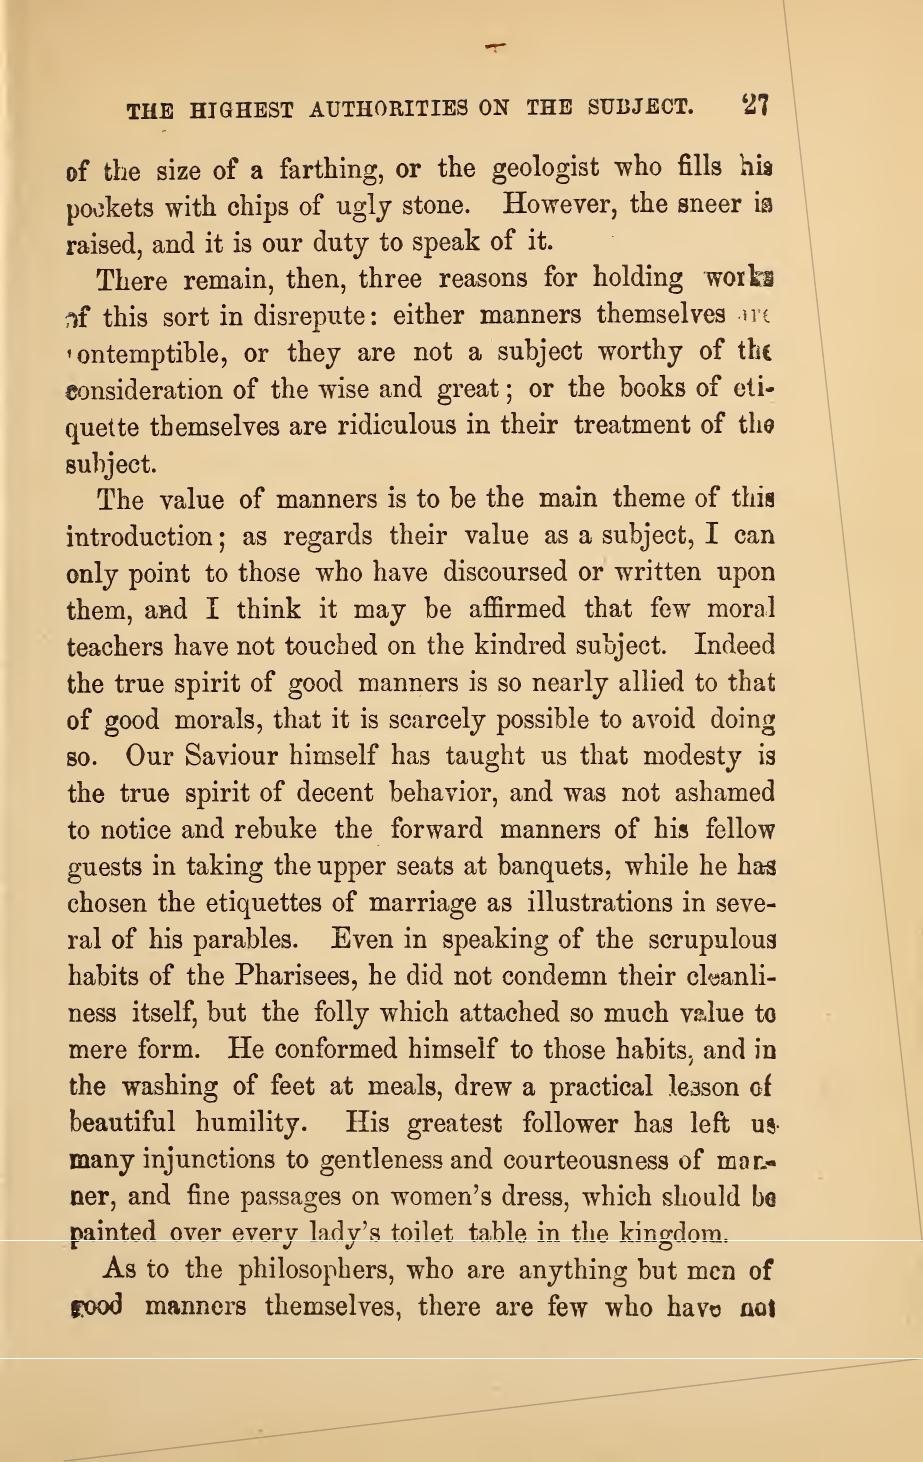 THE HIGHEST AUTHORITIES ON THE SUBJECT. 27
of the size of a farthing, or the geologist who fills his
pockets with chips of ugly stone. However, the sneer is
raised, and it is our duty to speak of it.
There remain, then, three reasons for holding works
of this sort in disrepute: either manners themselves are
contemptible, or they are not a subject worthy of the
consideration of the wise and great; or the books of eti-
quette themselves are ridiculous in their treatment of the
subject.
The value of manners is to be the main theme of this
introduction; as regards their value as a subject, I can
only point to those who have discoursed or written upon
them, and I think it may be affirmed that few moral
teachers have not touched on the kindred subject. Indeed
the true spirit of good manners is so nearly allied to that
of good morals, that it is scarcely possible to avoid doing
so. Our Saviour himself has taught us that modesty is
the true spirit of decent behavior, and was not ashamed
to notice and rebuke the forward manners of his fellow
guests in taking the upper seats at banquets, while he has
chosen the etiquettes of marriage as illustrations in seve-
ral of his parables. Even in speaking of the scrupulous
habits of the Pharisees, he did not condemn their cleanli-
ness itself, but the folly which attached so much value to
mere form. He conformed himself to those habits, and in
the washing of feet at meals, drew a practical lesson of
beautiful humility. His greatest follower has left us
many injunctions to gentleness and courteousness of man-
ner, and fine passages on women's dress, which should be
painted over every lady's toilet table in the kingdom.
As to the philosophers, who are anything but men of
good manners themselves, there are few who have not